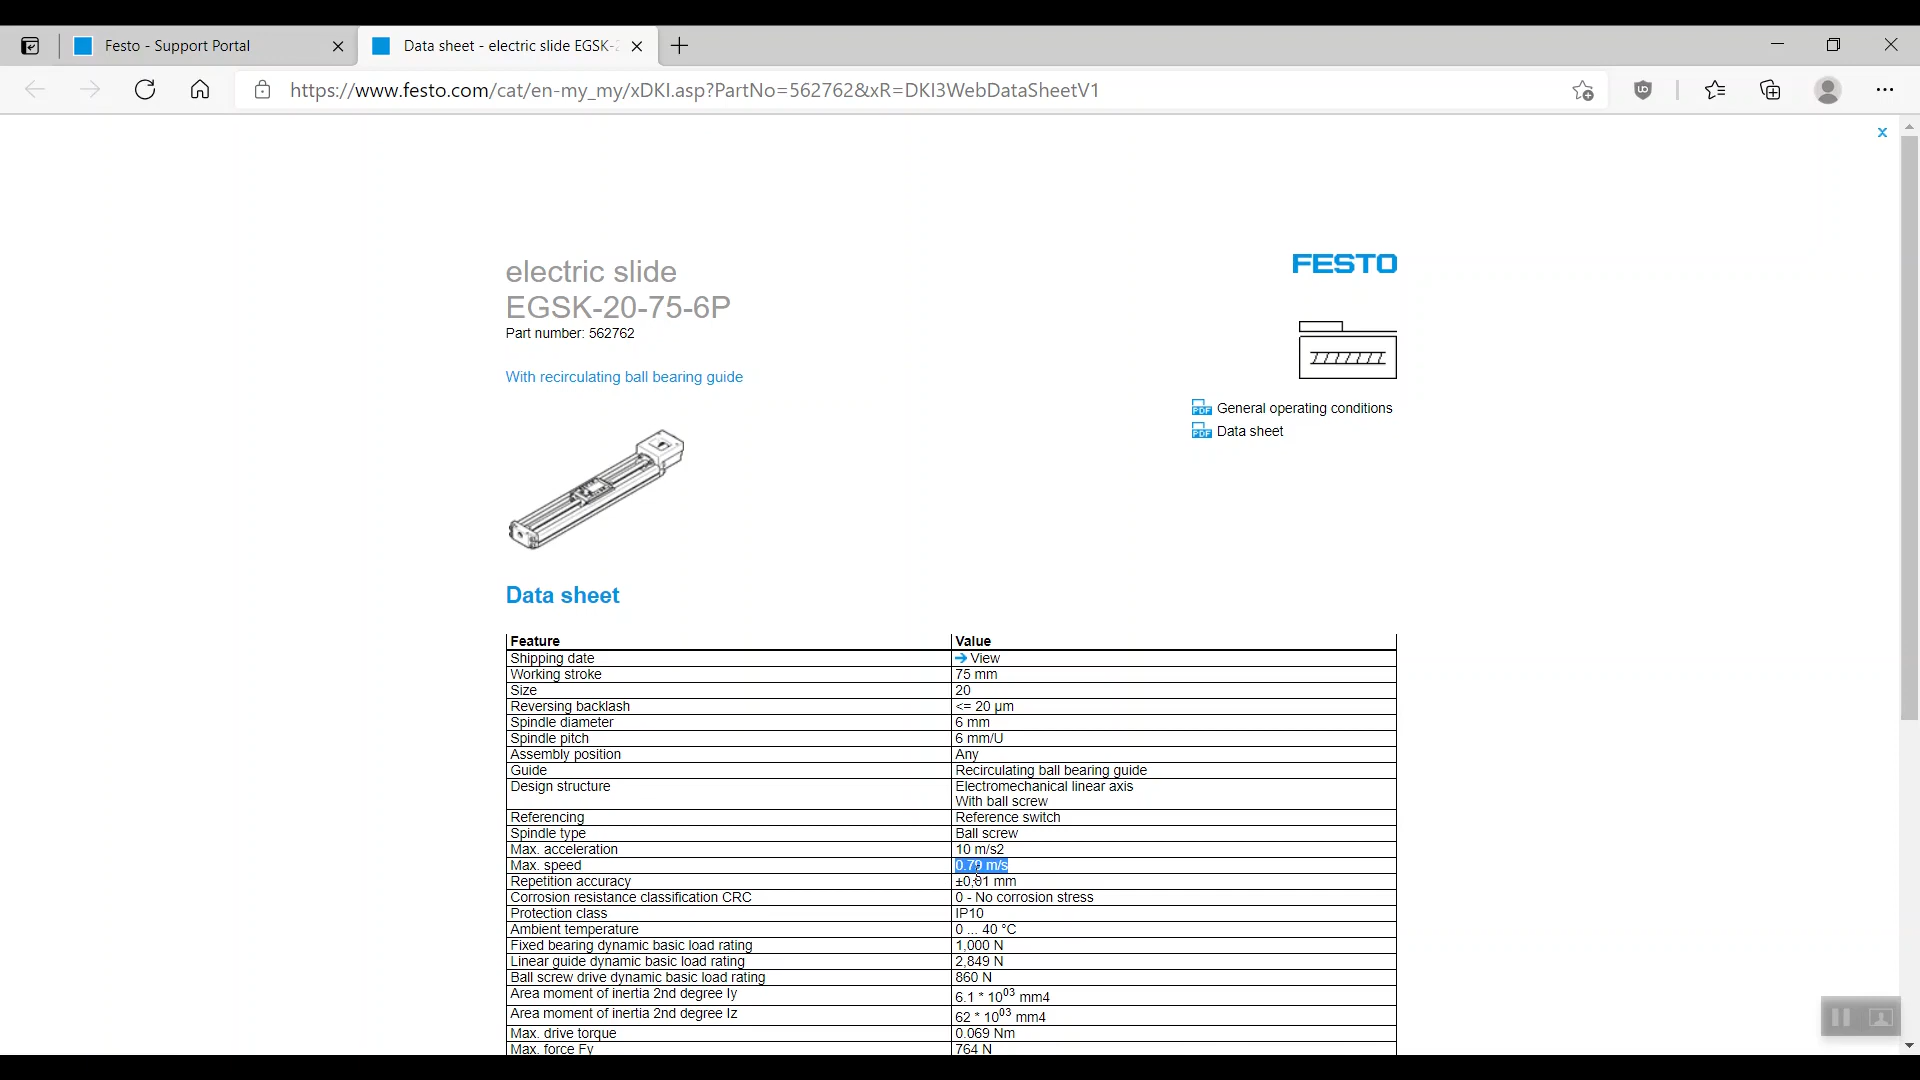 Festo - Support Portal
Data sheet - electric slide EGSK-2
https://www.festo.com/cat/en-my_my/xDKI.asp?PartNo=562762&xR=DKI3WebDataSheetV1
x
electric slide
EGSK-20-75-6P
Part number: 562762
FESTO
With recirculating ball bearing guide
PDF General operating conditions
PDF Data sheet
Data sheet
Feature Value
Shipping date View
Working stroke 75 mm
Size 20
Reversing backlash <= 20 µm
Spindle diameter 6 mm
Spindle pitch 6 mm/U
Assembly position Any
Guide Recirculating ball bearing guide
Design structure Electromechanical linear axis
With ball screw
Referencing Reference switch
Spindle type Ball screw
Max. acceleration 10 m/s2
Max. speed 0.79 m/s
Repetition accuracy ±0,01 mm
Corrosion resistance classification CRC 0 - No corrosion stress
Protection class IP10
Ambient temperature 0 ... 40 °C
Fixed bearing dynamic basic load rating 1,000 N
Linear guide dynamic basic load rating 2,849 N
Ball screw drive dynamic basic load rating 860 N
Area moment of inertia 2nd degree Iy 6.1 * 10⁰³ mm4
Area moment of inertia 2nd degree Iz 62 * 10⁰³ mm4
Max. drive torque 0.069 Nm
Max. force Fy 764 N